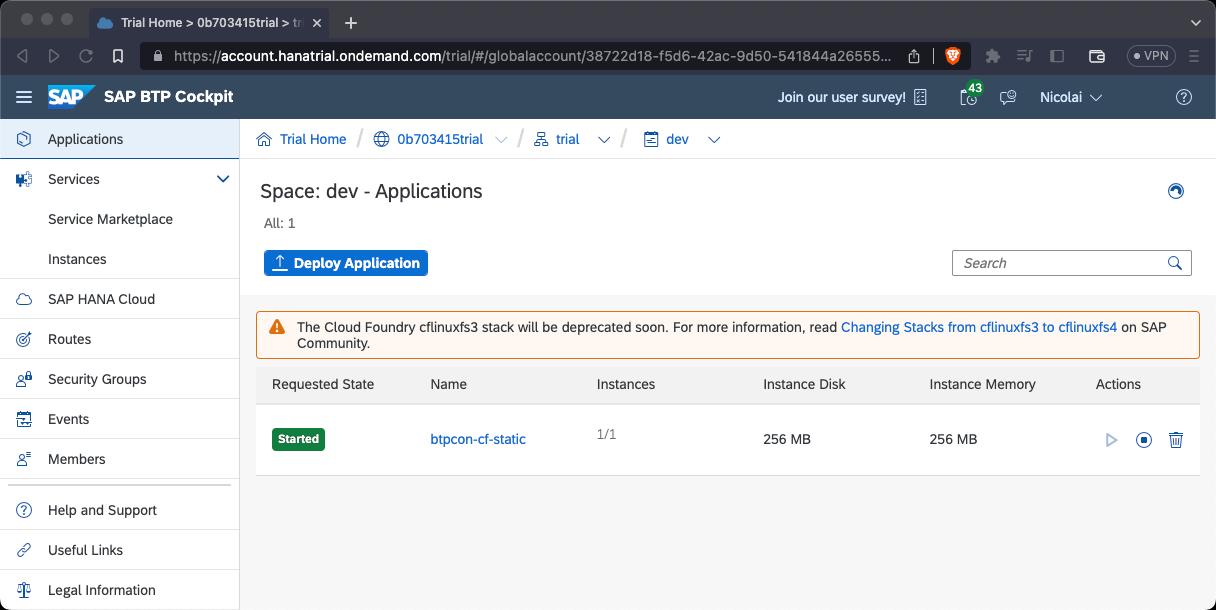 Trial Home > 0b703415trial > tr
https://account.hanatrial.ondemand.com/trial/#/globalaccount/38722d18-f5d6-42ac-9d50-541844a26555...
VPN
SAP SAP BTP Cockpit
Join our user survey!
43
Nicolai
Applications
Services
Service Marketplace
Instances
SAP HANA Cloud
Routes
Security Groups
Events
Members
Help and Support
Useful Links
Legal Information
Trial Home / 0b703415trial / trial / dev
Space: dev - Applications
All: 1
Deploy Application
Search
The Cloud Foundry cflinuxfs3 stack will be deprecated soon. For more information, read Changing Stacks from cflinuxfs3 to cflinuxfs4 on SAP
Community.
Requested State Name Instances Instance Disk Instance Memory Actions
Started btpcon-cf-static 1/1 256 MB 256 MB